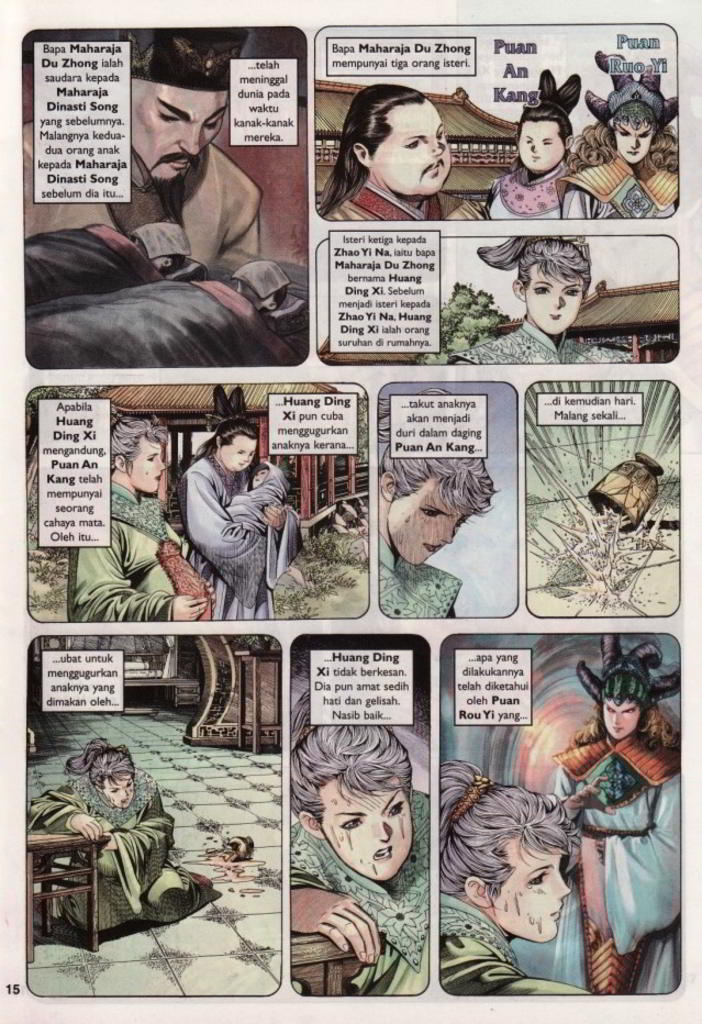 Bapa Maharaja
Du Zhong ialah
saudara kepada
Maharaja
Dinasti Song
yang sebelumnya.
Malangnya kedua-
dua orang anak
kepada Maharaja
Dinasti Song
sebelum dia itu...
...telah
meninggal
dunia pada
waktu
kanak-kanak
mereka.
Bapa Maharaja Du Zhong
mempunyai tiga orang isteri.
Puan
An
Kang
Puan
Ruo Yi
Isteri ketiga kepada
Zhao Yi Na, iaitu bapa
Maharaja Du Zhong
bernama Huang
Ding Xi. Sebelum
menjadi isteri kepada
Zhao Yi Na, Huang
Ding Xi ialah orang
suruhan di rumahnya.
Apabila
Huang
Ding Xi
mengandung,
Puan An
Kang telah
mempunyai
seorang
cahaya mata.
Oleh itu...
...Huang Ding
Xi pun cuba
menggugurkan
anaknya kerana...
...takut anaknya
akan menjadi
duri dalam daging
Puan An Kang...
...di kemudian hari.
Malang sekali...
...ubat untuk
menggugurkan
anaknya yang
dimakan oleh...
...Huang Ding
Xi tidak berkesan.
Dia pun amat sedih
hati dan gelisah.
Nasib baik...
...apa yang
dilakukannya
telah diketahui
oleh Puan
Rou Yi yang...
15